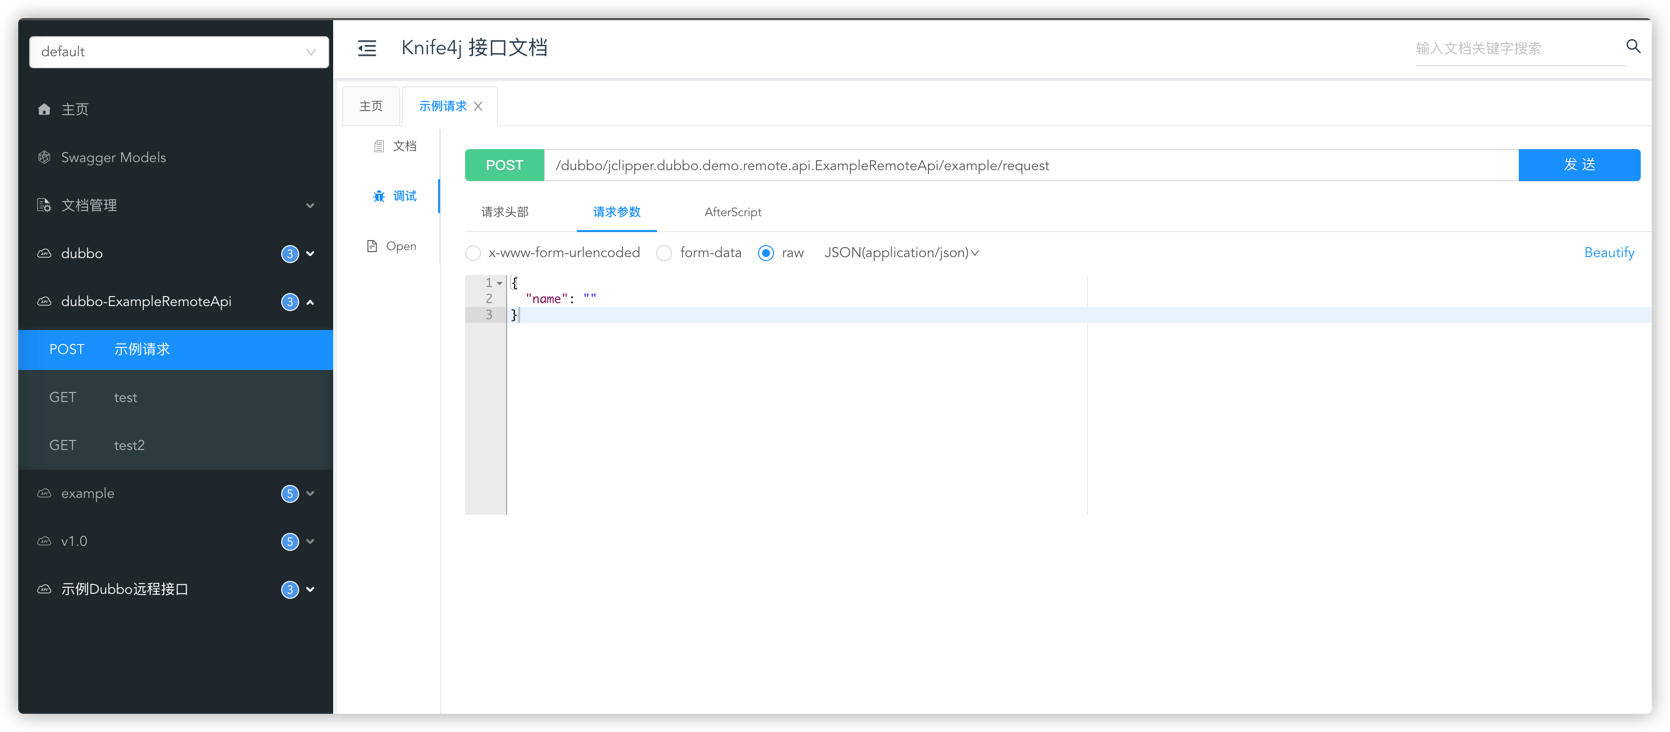 default
主页
Swagger Models
文档管理
dubbo 3
dubbo-ExampleRemoteApi 3
POST 示例请求
GET test
GET test2
example 5
v1.0 5
示例Dubbo远程接口 3
Knife4j 接口文档
输入文档关键字搜索
主页 示例请求
文档
调试
Open
POST /dubbo/jclipper.dubbo.demo.remote.api.ExampleRemoteApi/example/request 发 送
请求头部 请求参数 AfterScript
x-www-form-urlencoded form-data raw JSON(application/json) Beautify
1 {
2 "name": ""
3 }